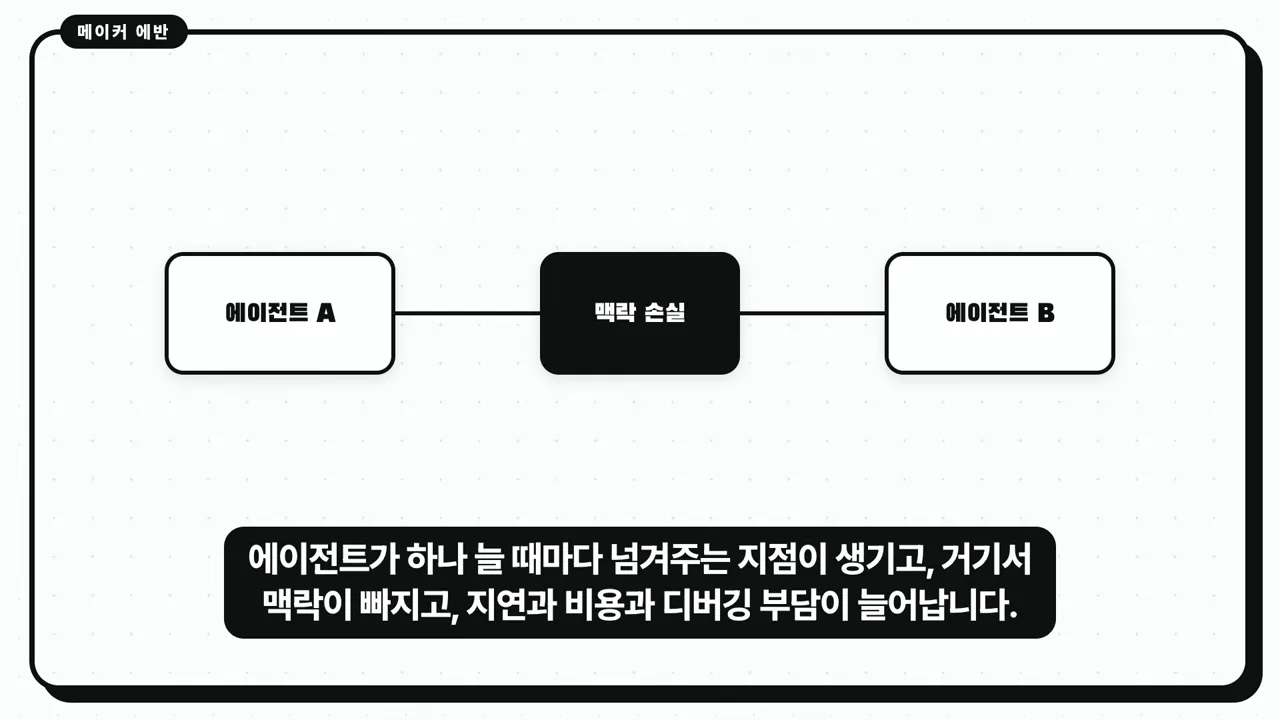 메이커 에반
에이전트 A
맥락 손실
에이전트 B
에이전트가 하나 늘 때마다 넘겨주는 지점이 생기고, 거기서
맥락이 빠지고, 지연과 비용과 디버깅 부담이 늘어납니다.